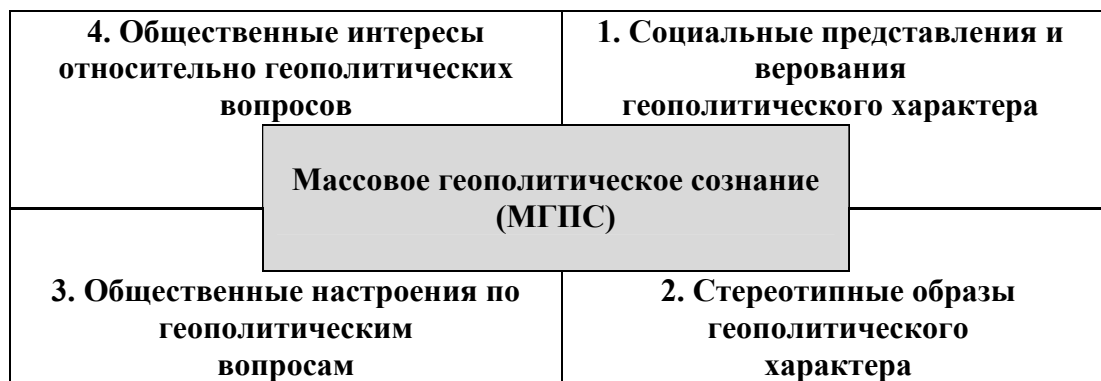 4. Общественные интересы
относительно геополитических
вопросов
1. Социальные представления и
верования
геополитического характера
Массовое геополитическое сознание
(МГПС)
3. Общественные настроения по
геополитическим
вопросам
2. Стереотипные образы
геополитического
характера